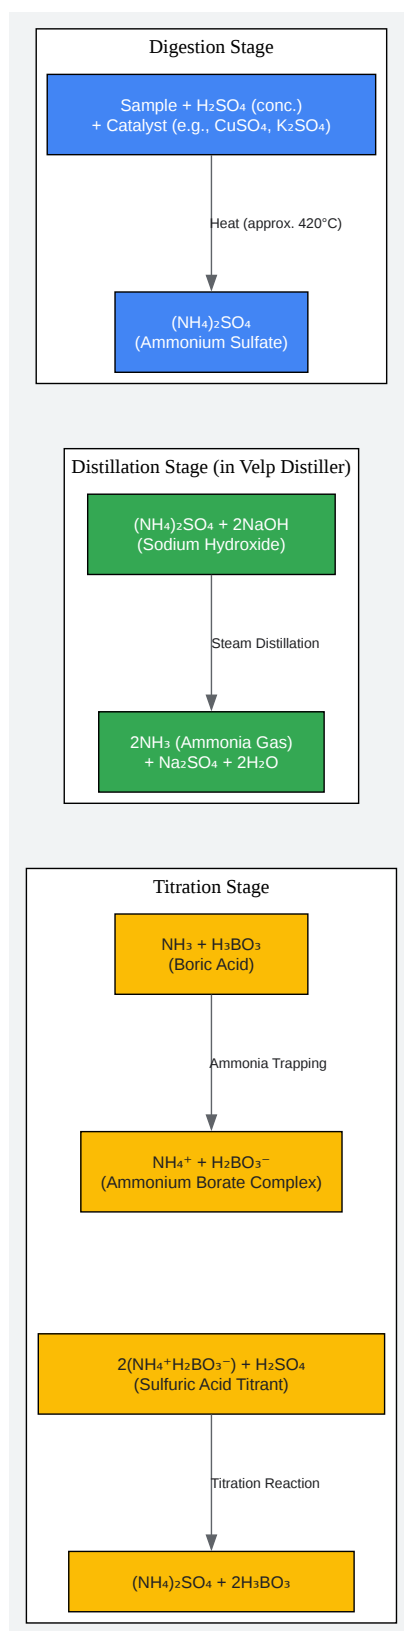 Digestion Stage
Sample + H₂SO₄ (conc.)
+ Catalyst (e.g., CuSO₄, K₂SO₄)
Heat (approx. 420°C)
(NH₄)₂SO₄
(Ammonium Sulfate)
Distillation Stage (in Velp Distiller)
(NH₄)₂SO₄ + 2NaOH
(Sodium Hydroxide)
Steam Distillation
2NH₃ (Ammonia Gas)
+ Na₂SO₄ + 2H₂O
Titration Stage
NH₃ + H₃BO₃
(Boric Acid)
Ammonia Trapping
NH₄⁺ + H₂BO₃⁻
(Ammonium Borate Complex)
2(NH₄⁺H₂BO₃⁻) + H₂SO₄
(Sulfuric Acid Titrant)
Titration Reaction
(NH₄)₂SO₄ + 2H₃BO₃